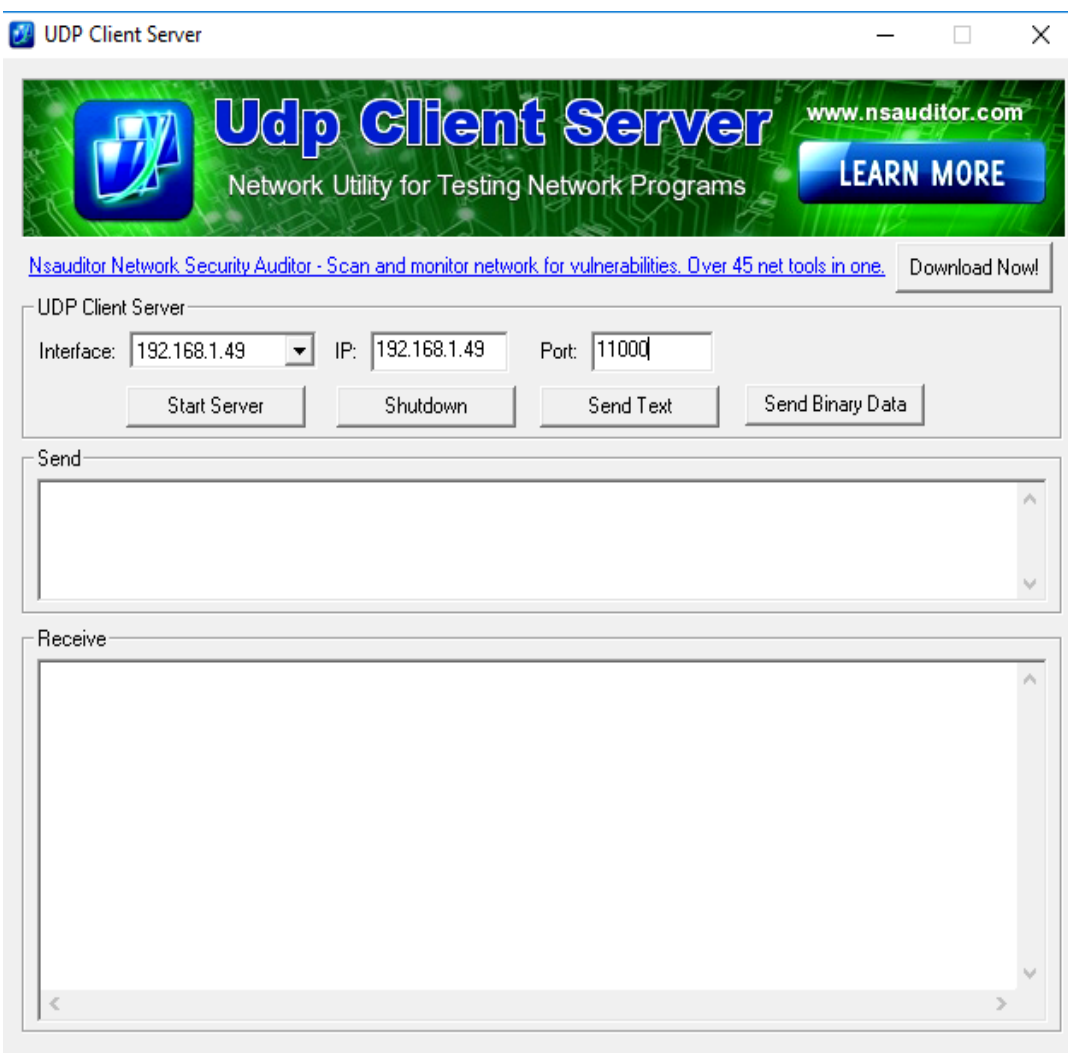 UDP Client Server
Udp Client Server
www.nsauditor.com
Network Utility for Testing Network Programs
LEARN MORE
Nsauditor Network Security Auditor - Scan and monitor network for vulnerabilities. Over 45 net tools in one.
Download Now!
UDP Client Server
Interface: 192.168.1.49 IP: 192.168.1.49 Port: 11000
Start Server Shutdown Send Text Send Binary Data
Send
Receive